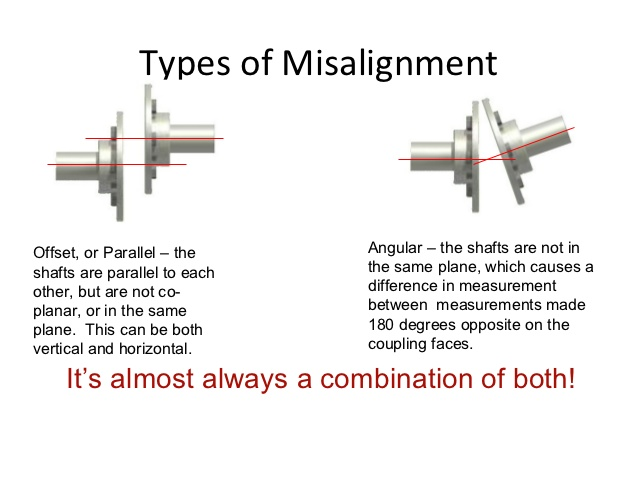 Types of Misalignment
Offset, or Parallel – the
shafts are parallel to each
other, but are not co-
planar, or in the same
plane.  This can be both
vertical and horizontal.
Angular – the shafts are not in
the same plane, which causes a
difference in measurement
between  measurements made
180 degrees opposite on the
coupling faces.
It’s almost always a combination of both!